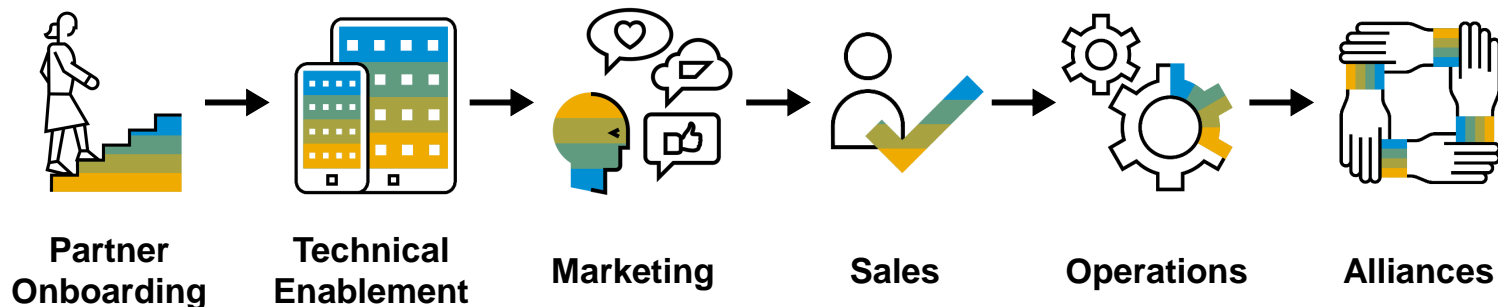 Partner
Onboarding
Technical
Enablement
Marketing
Sales
Operations
Alliances